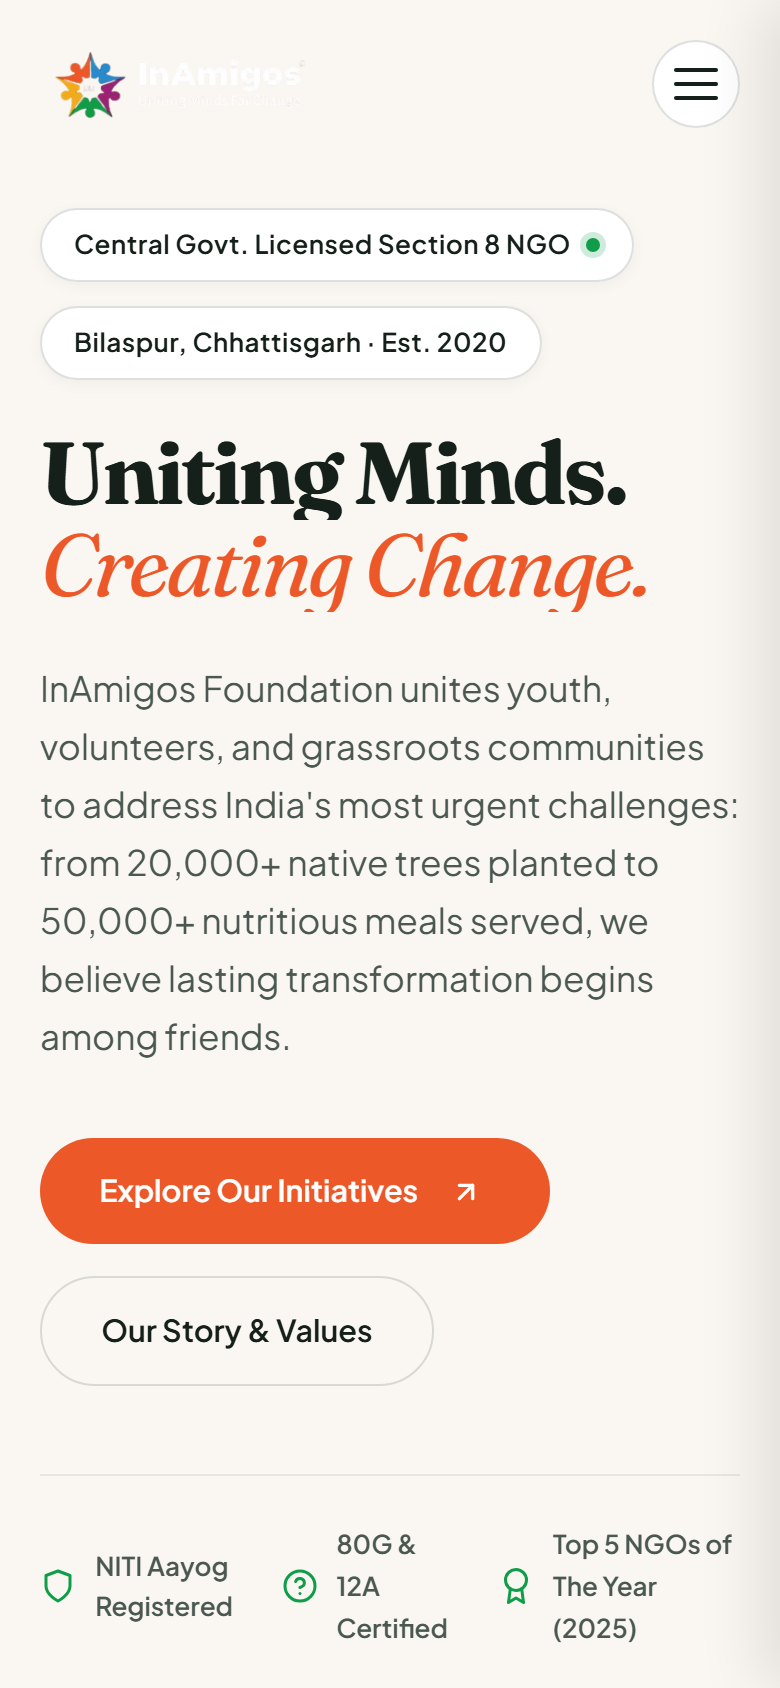 InAmigos
Central Govt. Licensed Section 8 NGO
Bilaspur, Chhattisgarh · Est. 2020
Uniting Minds.
Creating Change.
InAmigos Foundation unites youth,
volunteers, and grassroots communities
to address India's most urgent challenges:
from 20,000+ native trees planted to
50,000+ nutritious meals served, we
believe lasting transformation begins
among friends.
Explore Our Initiatives
Our Story & Values
NITI Aayog
Registered
80G &
12A
Certified
Top 5 NGOs of
The Year
(2025)